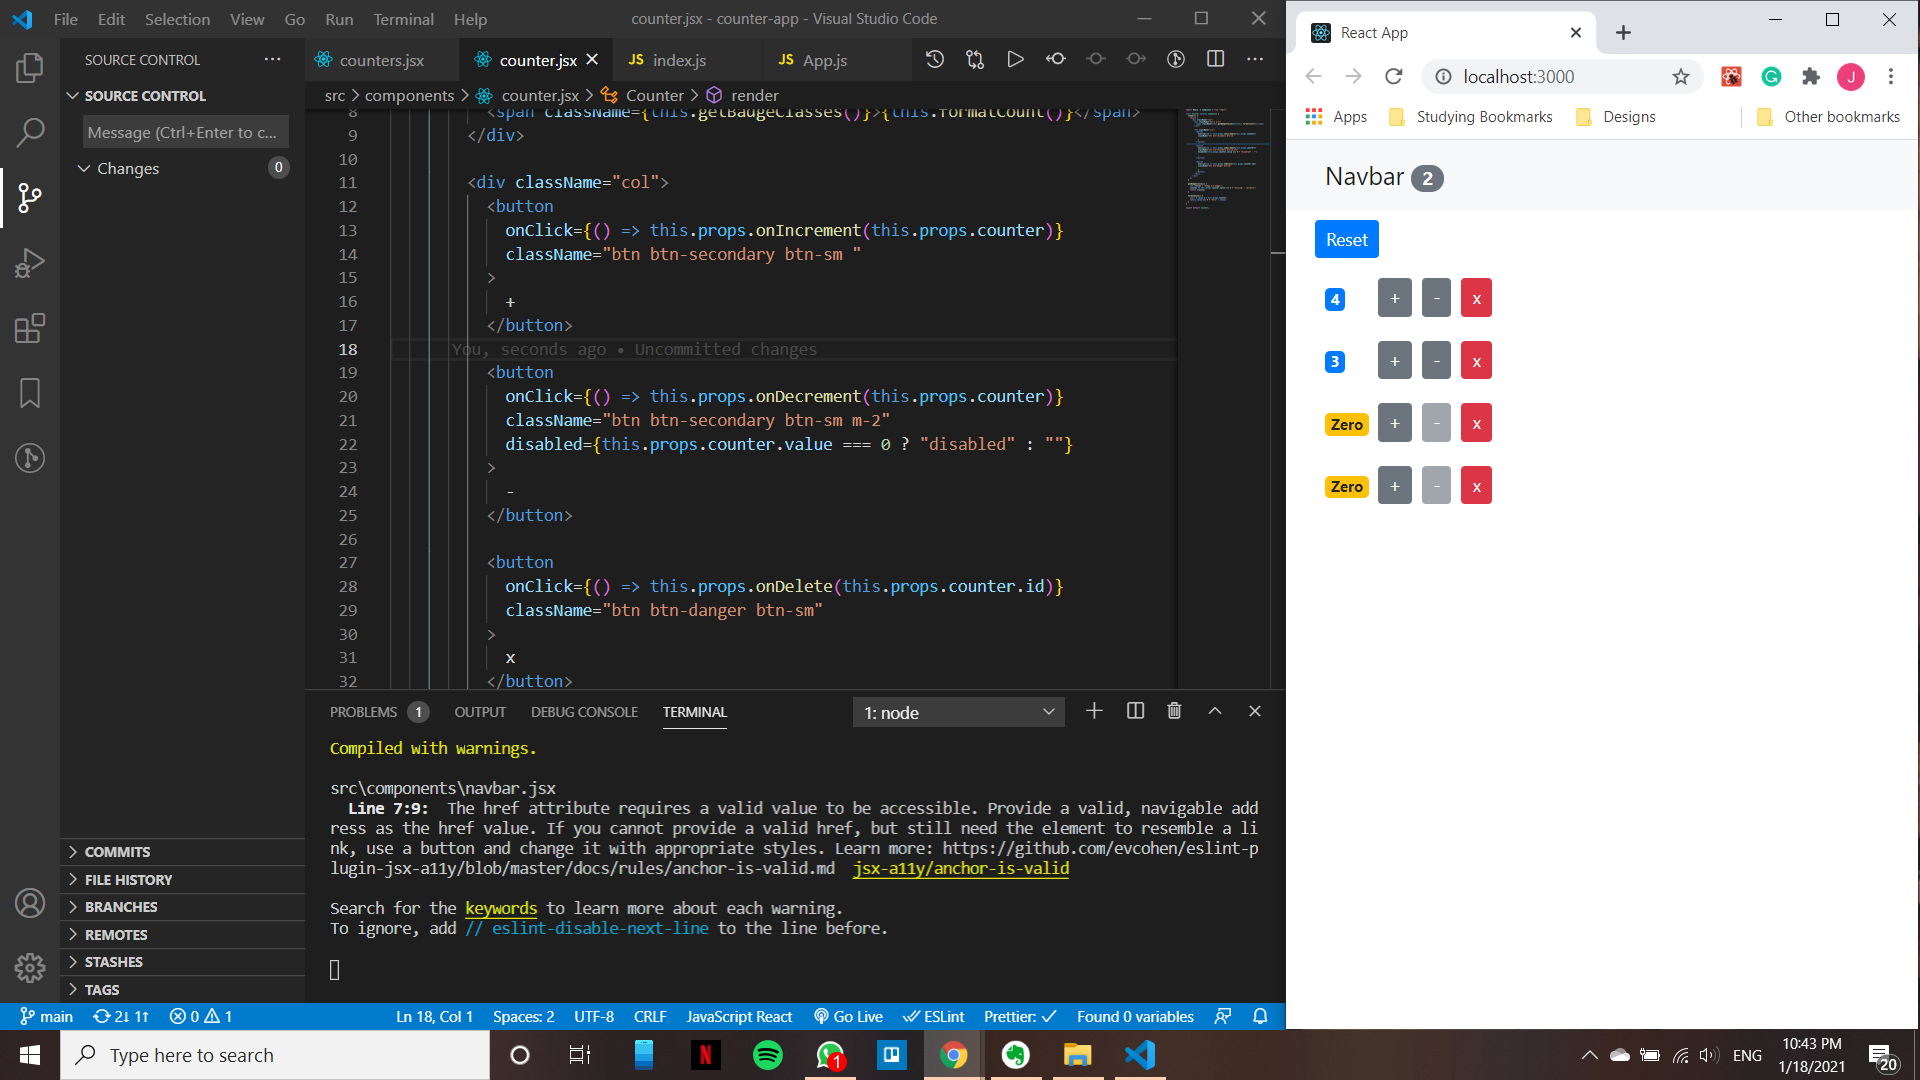 File Edit Selection View Go Run Terminal Help
counter.jsx - counter-app - Visual Studio Code
SOURCE CONTROL
SOURCE CONTROL
Message (Ctrl+Enter to c...
Changes 0
COMMITS
FILE HISTORY
BRANCHES
REMOTES
STASHES
TAGS
counters.jsx counter.jsx JS index.js JS App.js
src > components > counter.jsx > Counter > render
8 <span className={this.getBadgeClasses()}>{this.formatCount()}</span>
9 </div>
10
11 <div className="col">
12 <button
13 onClick={() => this.props.onIncrement(this.props.counter)}
14 className="btn btn-secondary btn-sm "
15 >
16 +
17 </button>
18 You, seconds ago • Uncommitted changes
19 <button
20 onClick={() => this.props.onDecrement(this.props.counter)}
21 className="btn btn-secondary btn-sm m-2"
22 disabled={this.props.counter.value === 0 ? "disabled" : ""}
23 >
24 -
25 </button>
26
27 <button
28 onClick={() => this.props.onDelete(this.props.counter.id)}
29 className="btn btn-danger btn-sm"
30 >
31 x
32 </button>
PROBLEMS 1 OUTPUT DEBUG CONSOLE TERMINAL 1: node
Compiled with warnings.
src\components\navbar.jsx
Line 7:9: The href attribute requires a valid value to be accessible. Provide a valid, navigable add
ress as the href value. If you cannot provide a valid href, but still need the element to resemble a li
nk, use a button and change it with appropriate styles. Learn more: https://github.com/evcohen/eslint-p
lugin-jsx-a11y/blob/master/docs/rules/anchor-is-valid.md jsx-a11y/anchor-is-valid
Search for the keywords to learn more about each warning.
To ignore, add // eslint-disable-next-line to the line before.
main 2↓ 1↑ 0 1 Ln 18, Col 1 Spaces: 2 UTF-8 CRLF JavaScript React Go Live ESLint Prettier: ✓ Found 0 variables
React App
localhost:3000
J
Apps Studying Bookmarks Designs Other bookmarks
Navbar 2
Reset
4 + - x
3 + - x
Zero + - x
Zero + - x
Type here to search
N
1
ENG
10:43 PM
1/18/2021
20